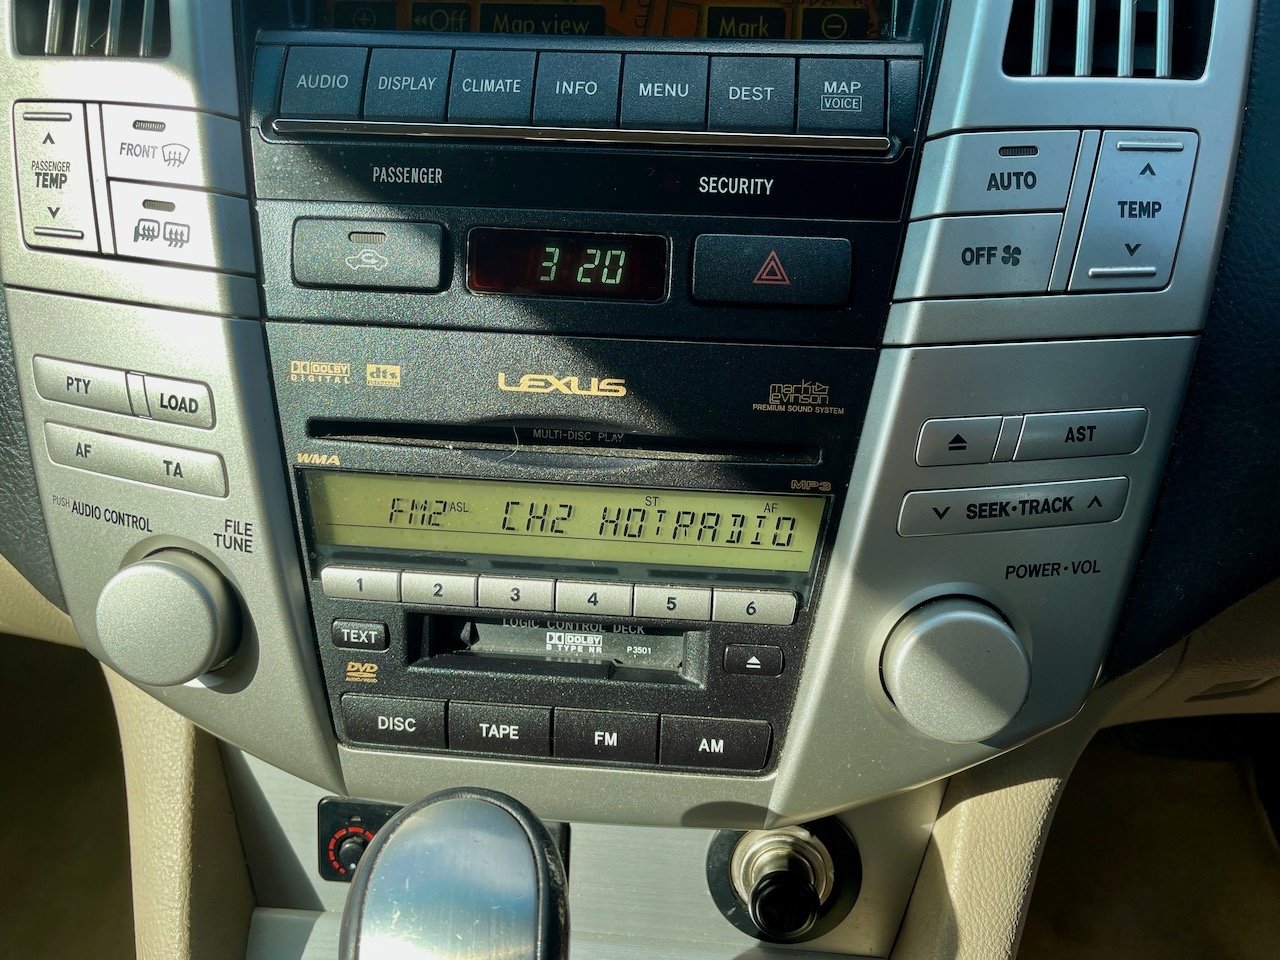 Off Map view Mark
AUDIO DISPLAY CLIMATE INFO MENU DEST MAP
VOICE
PASSENGER SECURITY
PASSENGER
TEMP
FRONT
AUTO
TEMP
OFF
3 20
DOLBY
DIGITAL
dts
LEXUS
mark
levinson
PREMIUM SOUND SYSTEM
PTY LOAD
AST
AF TA
MULTI-DISC PLAY
WMA MP3
SEEK·TRACK
PUSH AUDIO CONTROL
FILE
TUNE
FM2 ASL CH2 ST HOTRADIO AF
POWER·VOL
1 2 3 4 5 6
TEXT
LOGIC CONTROL DECK
DOLBY
B TYPE NR
P3501
DVD
DISC TAPE FM AM